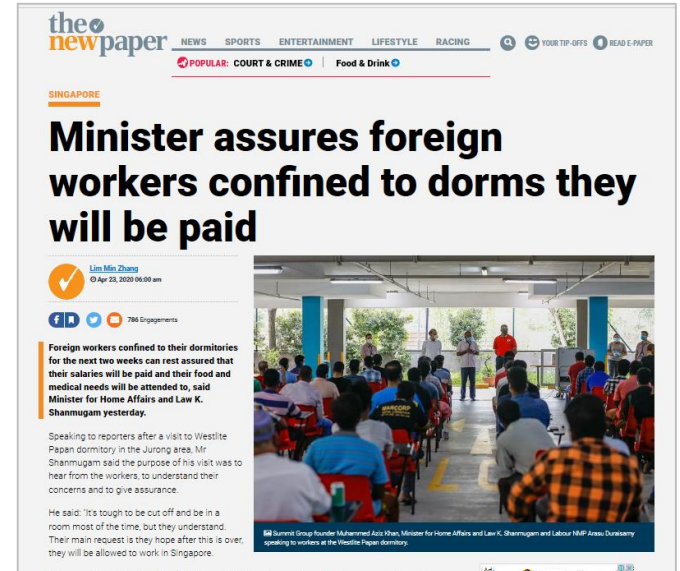 the
newpaper
NEWS SPORTS ENTERTAINMENT LIFESTYLE RACING
YOUR TIP-OFFS READ E-PAPER
POPULAR: COURT & CRIME Food & Drink
SINGAPORE
Minister assures foreign
workers confined to dorms they
will be paid
Lim Min Zhang
Apr 23, 2020 06:00 am
786 Engagements
Foreign workers confined to their dormitories
for the next two weeks can rest assured that
their salaries will be paid and their food and
medical needs will be attended to, said
Minister for Home Affairs and Law K.
Shanmugam yesterday.
Speaking to reporters after a visit to Westlite
Papan dormitory in the Jurong area, Mr
Shanmugam said the purpose of his visit was to
hear from the workers, to understand their
concerns and to give assurance.
He said: "It's tough to be cut off and be in a
room most of the time, but they understand.
Their main request is they hope after this is over,
they will be allowed to work in Singapore.
MARCORP
Summit Group founder Muhammed Aziz Khan, Minister for Home Affairs and Law K. Shanmugam and Labour NMP Arasu Duraisamy
speaking to workers at the Westlite Papan dormitory.
Ad